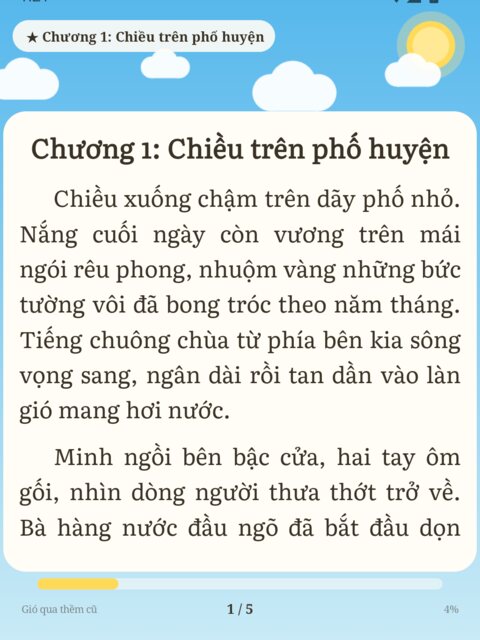 ★ Chương 1: Chiều trên phố huyện
Chương 1: Chiều trên phố huyện
Chiều xuống chậm trên dãy phố nhỏ.
Nắng cuối ngày còn vương trên mái
ngói rêu phong, nhuộm vàng những bức
tường vôi đã bong tróc theo năm tháng.
Tiếng chuông chùa từ phía bên kia sông
vọng sang, ngân dài rồi tan dần vào làn
gió mang hơi nước.
Minh ngồi bên bậc cửa, hai tay ôm
gối, nhìn dòng người thưa thớt trở về.
Bà hàng nước đầu ngõ đã bắt đầu dọn
Gió qua thềm cũ
1 / 5
4%